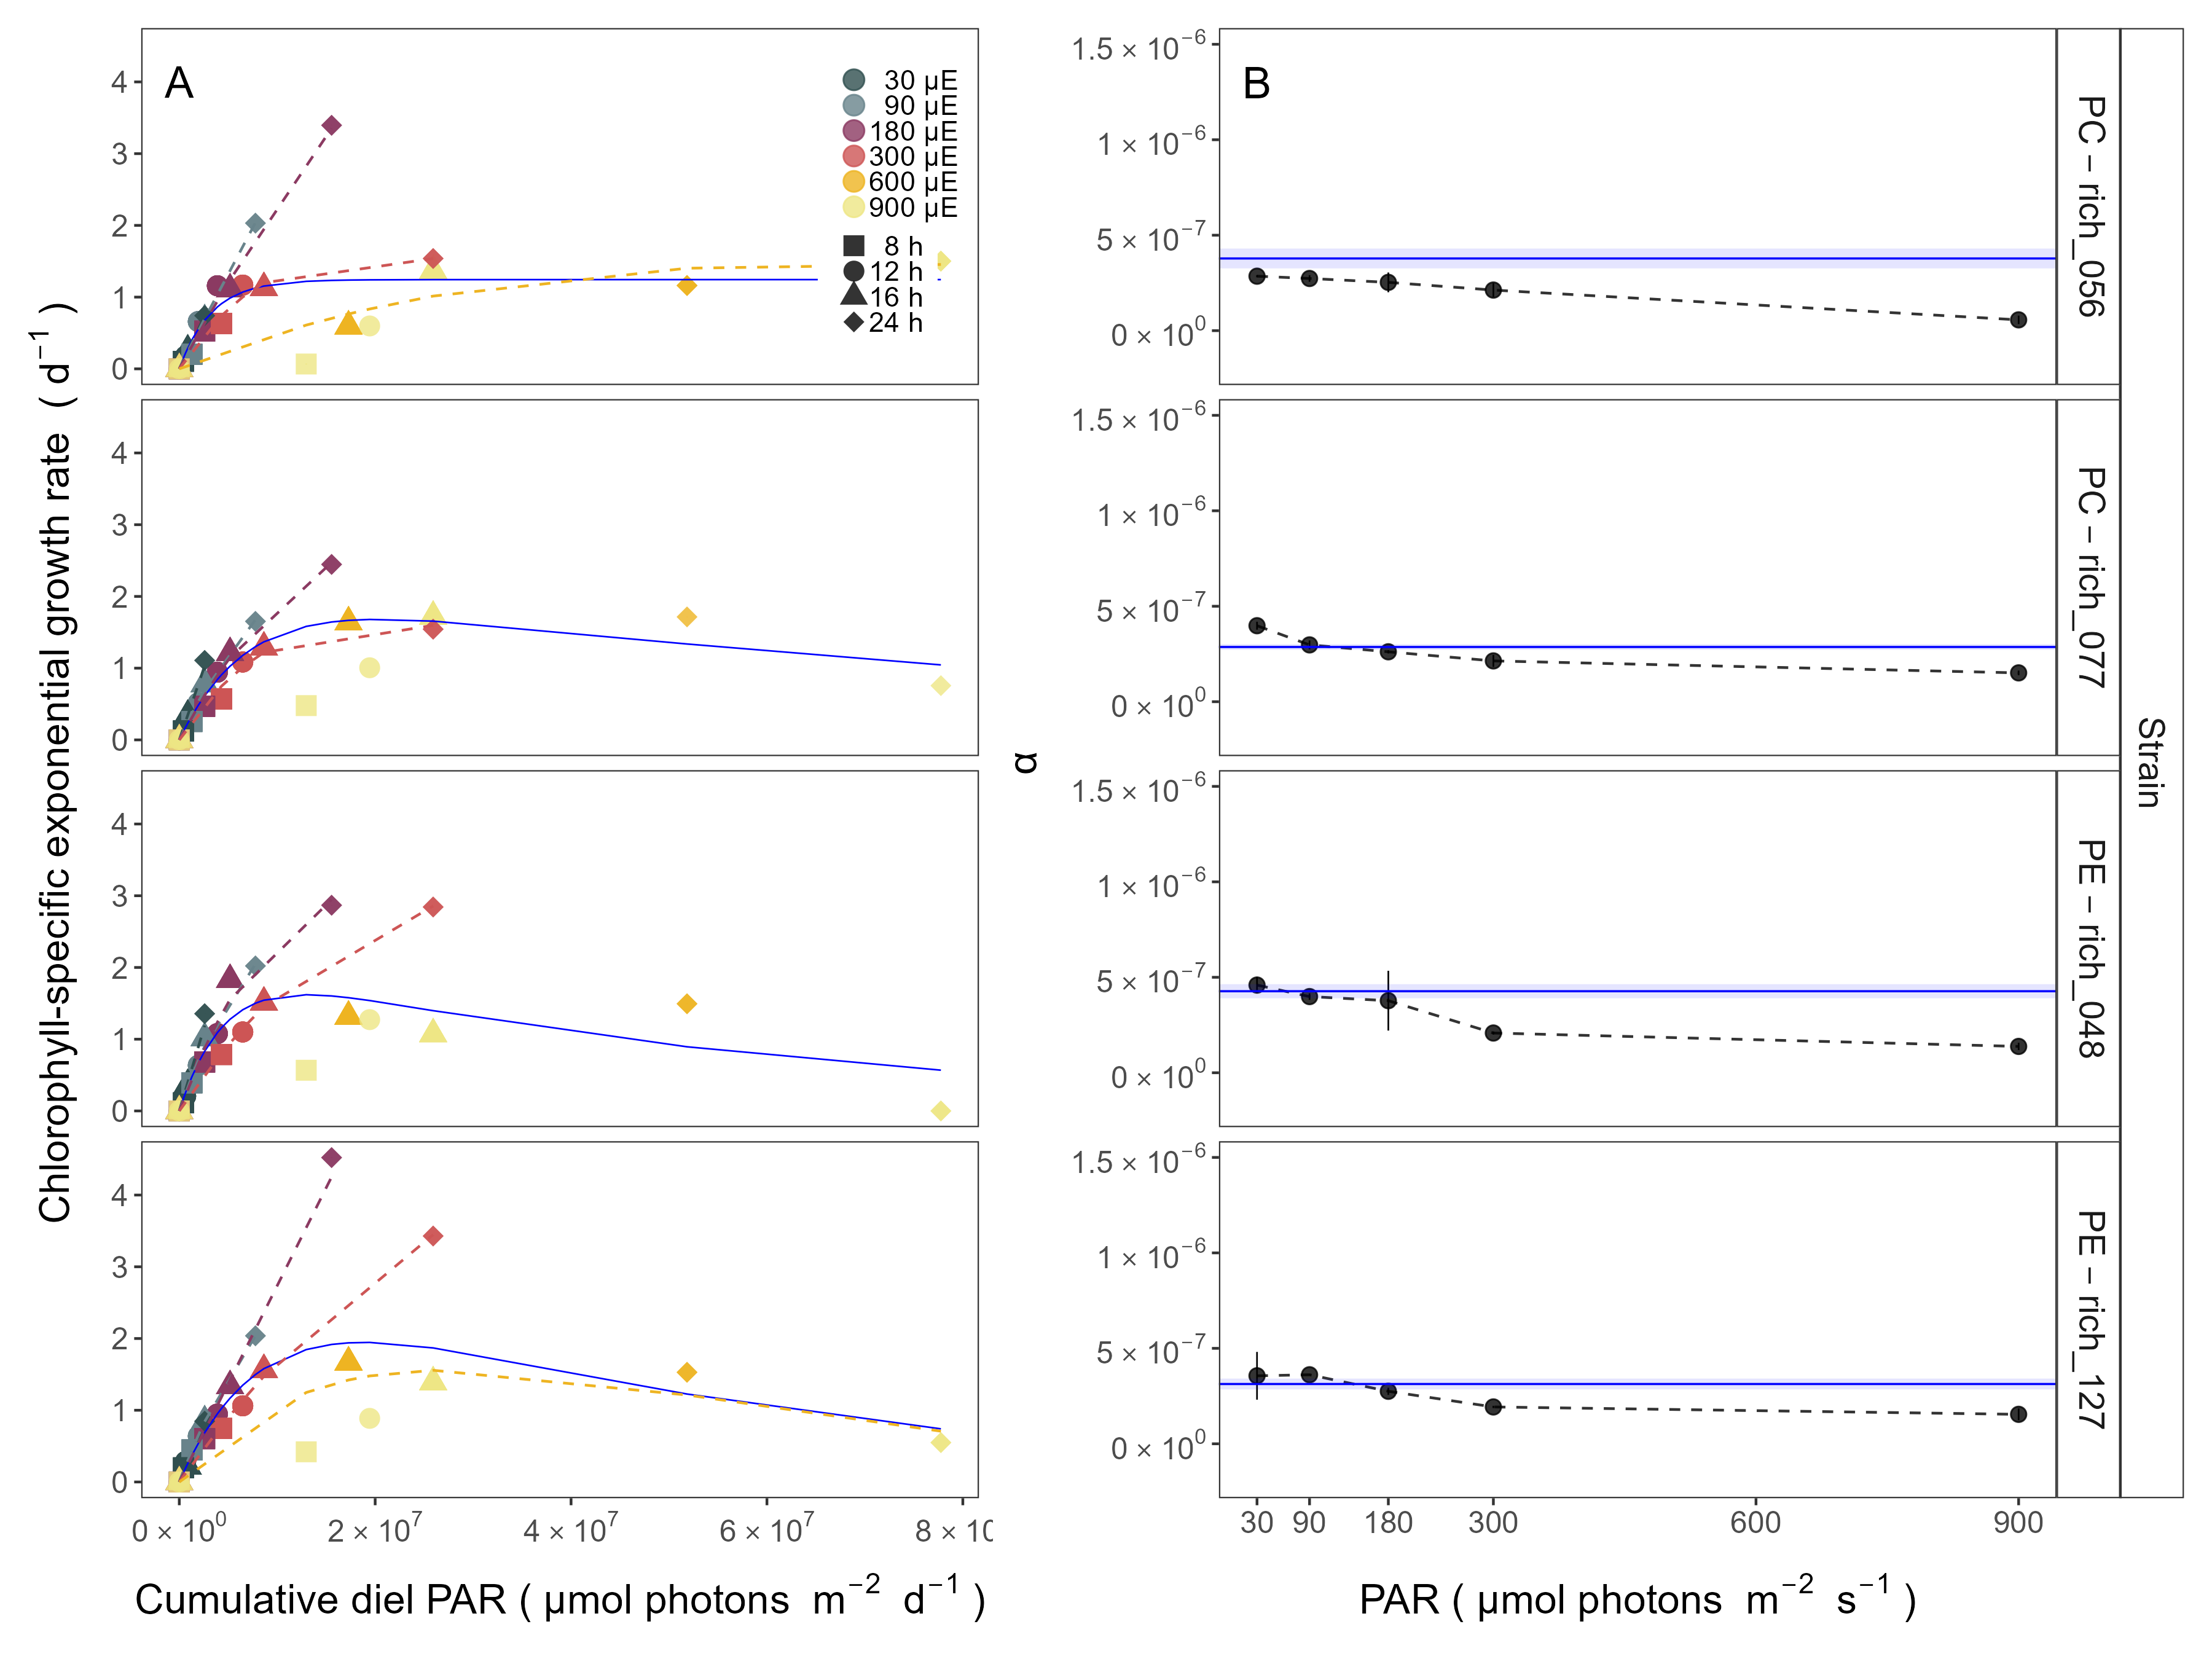 A
30 µE
90 µE
180 µE
300 µE
600 µE
900 µE
8 h
12 h
16 h
24 h
4
3
2
1
0
4
3
2
1
0
4
3
2
1
0
4
3
2
1
0
0 × 10⁰
2 × 10⁷
4 × 10⁷
6 × 10⁷
8 × 10
Chlorophyll-specific exponential growth rate ( d⁻¹ )
Cumulative diel PAR ( µmol photons m⁻² d⁻¹ )
B
1.5 × 10⁻⁶
1 × 10⁻⁶
5 × 10⁻⁷
0 × 10⁰
1.5 × 10⁻⁶
1 × 10⁻⁶
5 × 10⁻⁷
0 × 10⁰
1.5 × 10⁻⁶
1 × 10⁻⁶
5 × 10⁻⁷
0 × 10⁰
1.5 × 10⁻⁶
1 × 10⁻⁶
5 × 10⁻⁷
0 × 10⁰
α
30
90
180
300
600
900
PAR ( µmol photons m⁻² s⁻¹ )
PC − rich_056
PC − rich_077
PE − rich_048
PE − rich_127
Strain